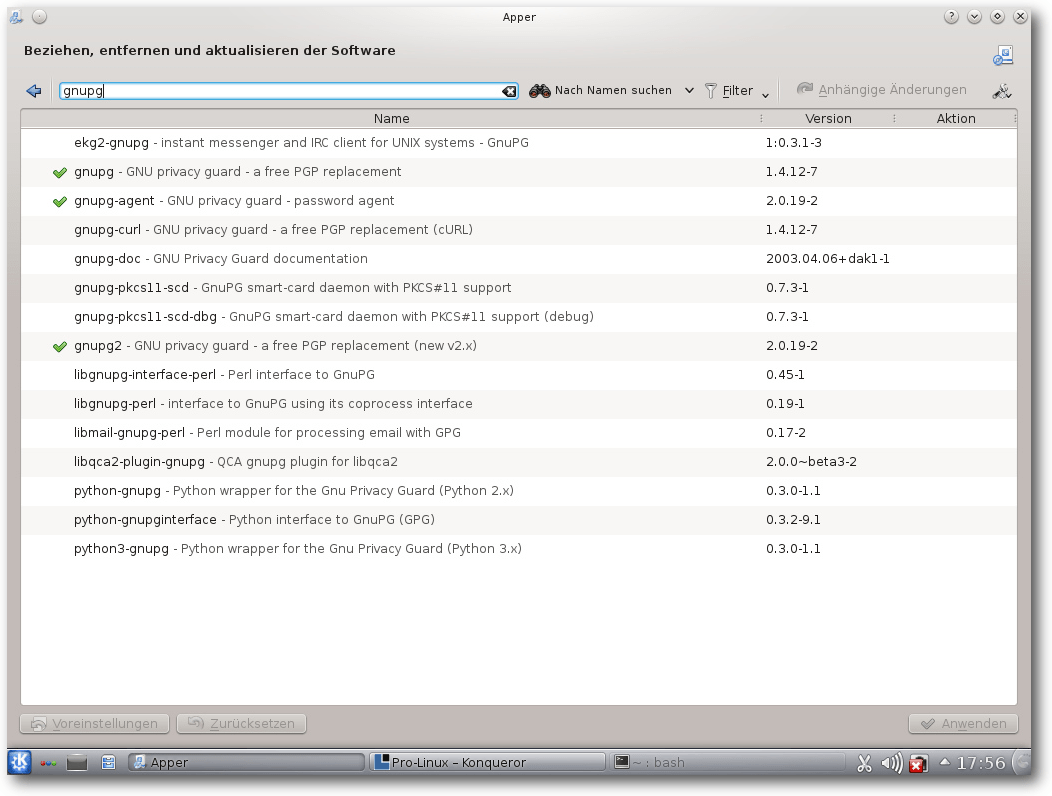 Apper
Beziehen, entfernen und aktualisieren der Software
gnupg Nach Namen suchen Filter Anhängige Änderungen
Name Version Aktion
ekg2-gnupg - instant messenger and IRC client for UNIX systems - GnuPG 1:0.3.1-3
gnupg - GNU privacy guard - a free PGP replacement 1.4.12-7
gnupg-agent - GNU privacy guard - password agent 2.0.19-2
gnupg-curl - GNU privacy guard - a free PGP replacement (cURL) 1.4.12-7
gnupg-doc - GNU Privacy Guard documentation 2003.04.06+dak1-1
gnupg-pkcs11-scd - GnuPG smart-card daemon with PKCS#11 support 0.7.3-1
gnupg-pkcs11-scd-dbg - GnuPG smart-card daemon with PKCS#11 support (debug) 0.7.3-1
gnupg2 - GNU privacy guard - a free PGP replacement (new v2.x) 2.0.19-2
libgnupg-interface-perl - Perl interface to GnuPG 0.45-1
libgnupg-perl - interface to GnuPG using its coprocess interface 0.19-1
libmail-gnupg-perl - Perl module for processing email with GPG 0.17-2
libqca2-plugin-gnupg - QCA gnupg plugin for libqca2 2.0.0~beta3-2
python-gnupg - Python wrapper for the Gnu Privacy Guard (Python 2.x) 0.3.0-1.1
python-gnupginterface - Python interface to GnuPG (GPG) 0.3.2-9.1
python3-gnupg - Python wrapper for the Gnu Privacy Guard (Python 3.x) 0.3.0-1.1
Voreinstellungen Zurücksetzen Anwenden
Apper Pro-Linux – Konqueror ~ : bash 17:56